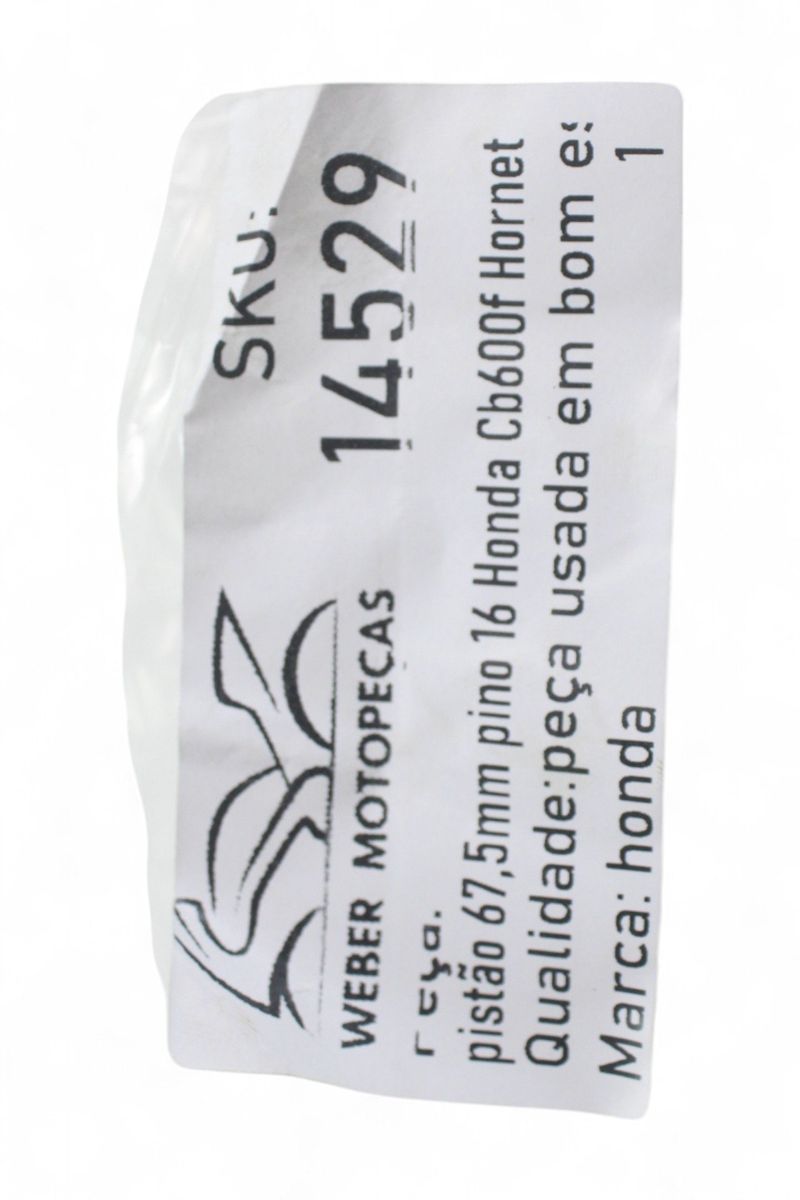 SKU:
14529
WEBER MOTOPEÇAS
pistão 67,5mm pino 16 Honda Cb600f Hornet
Qualidade:peça usada em bom
Marca: honda
1